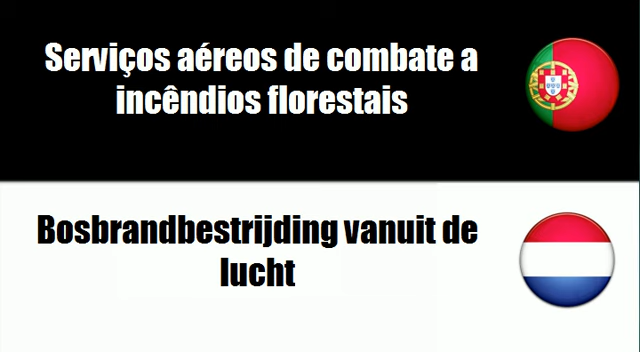 Serviços aéreos de combate a
incêndios florestais
Bosbrandbestrijding vanuit de
lucht